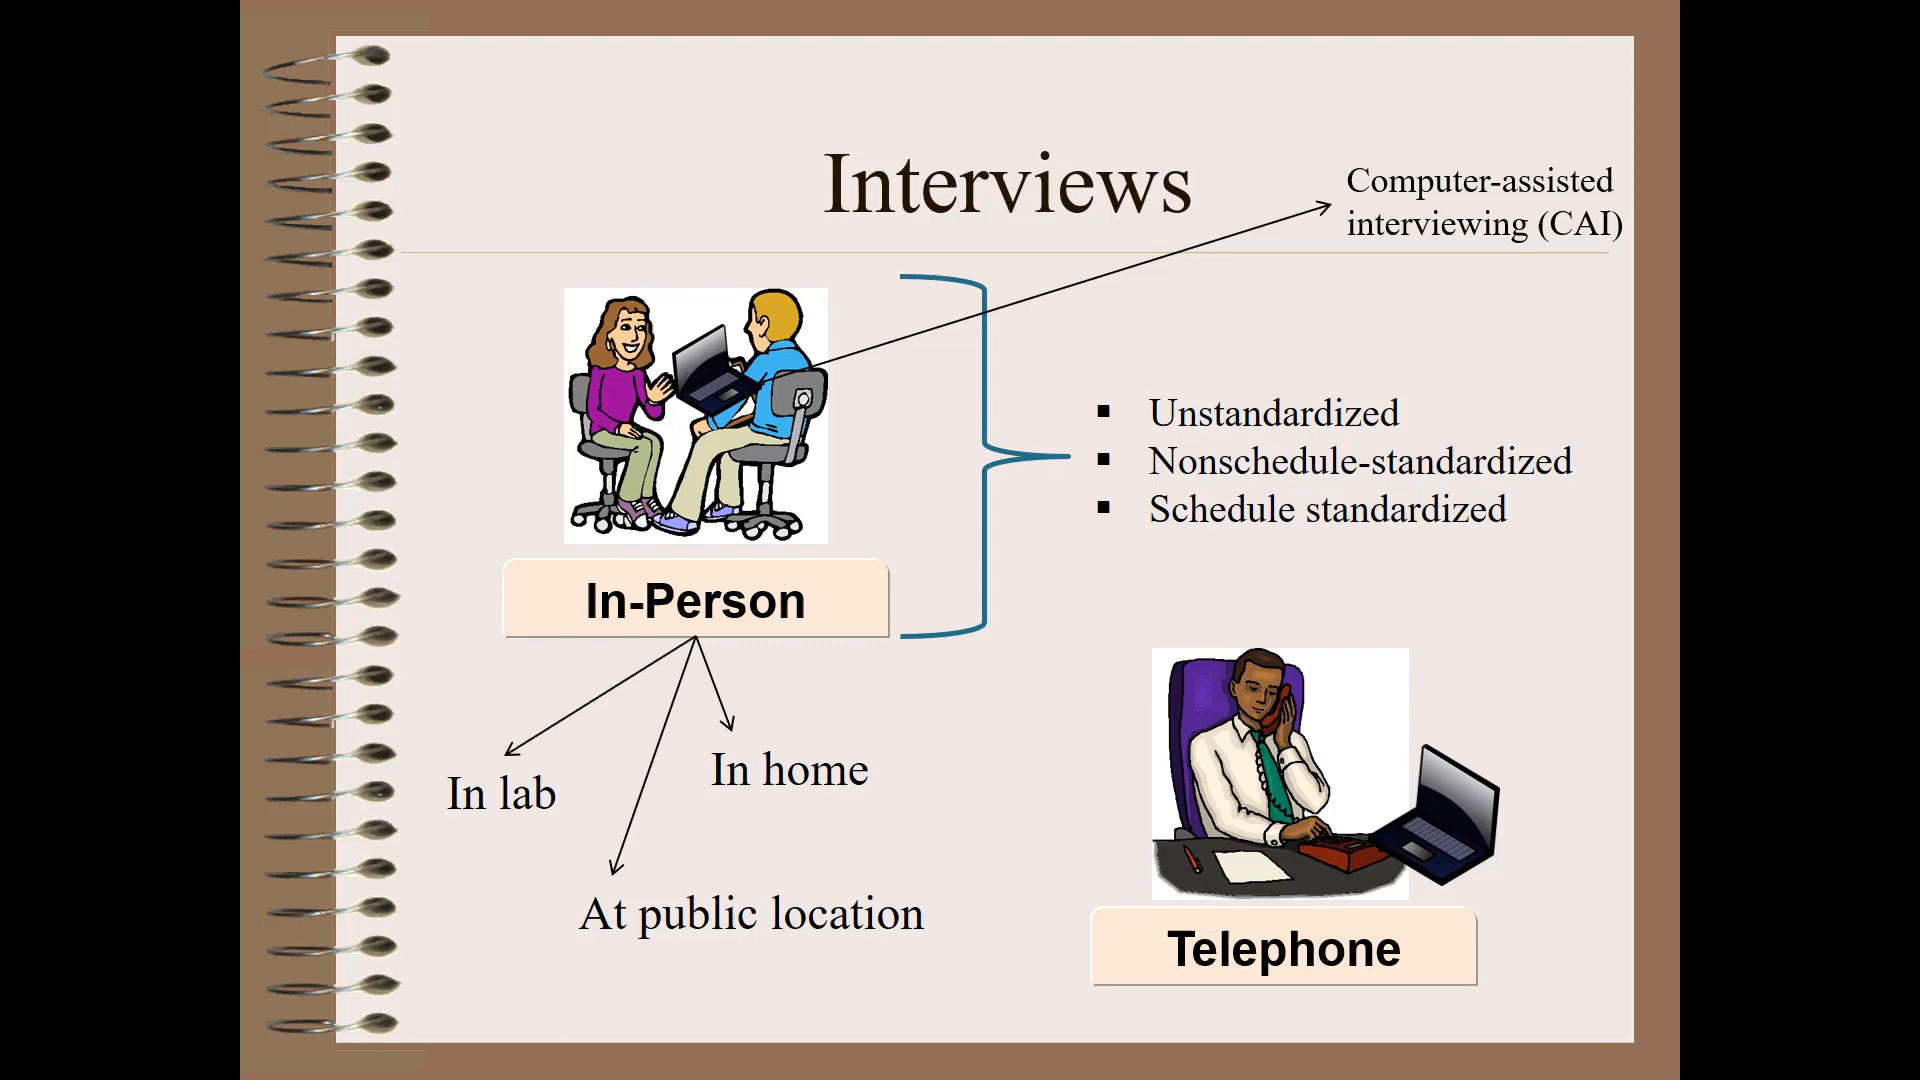 Interviews
Computer-assisted
interviewing (CAI)
▪ Unstandardized
▪ Nonschedule-standardized
▪ Schedule standardized
In-Person
In lab
In home
At public location
Telephone